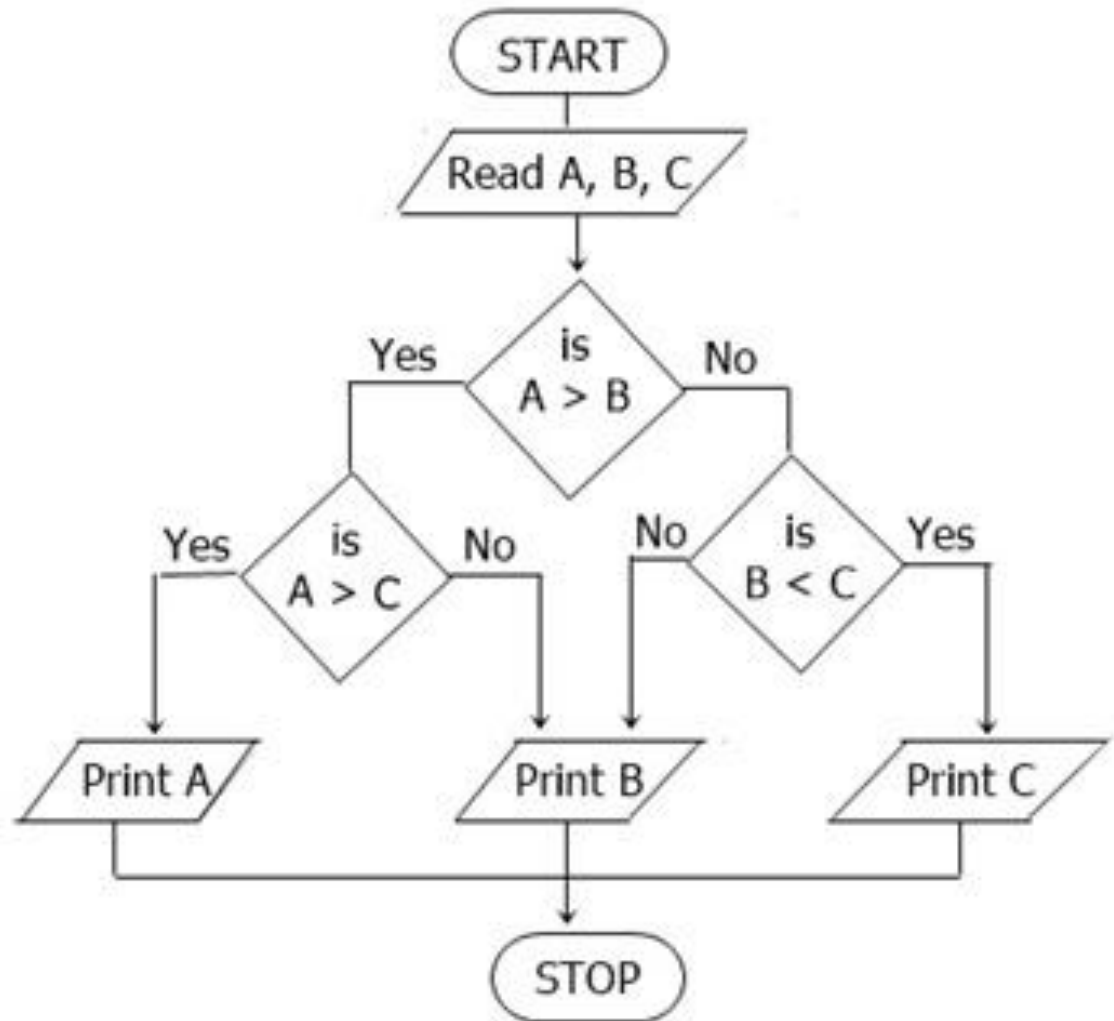 START
Read A, B, C
is
A > B
Yes
No
is
A > C
Yes
No
is
B < C
No
Yes
Print A
Print B
Print C
STOP